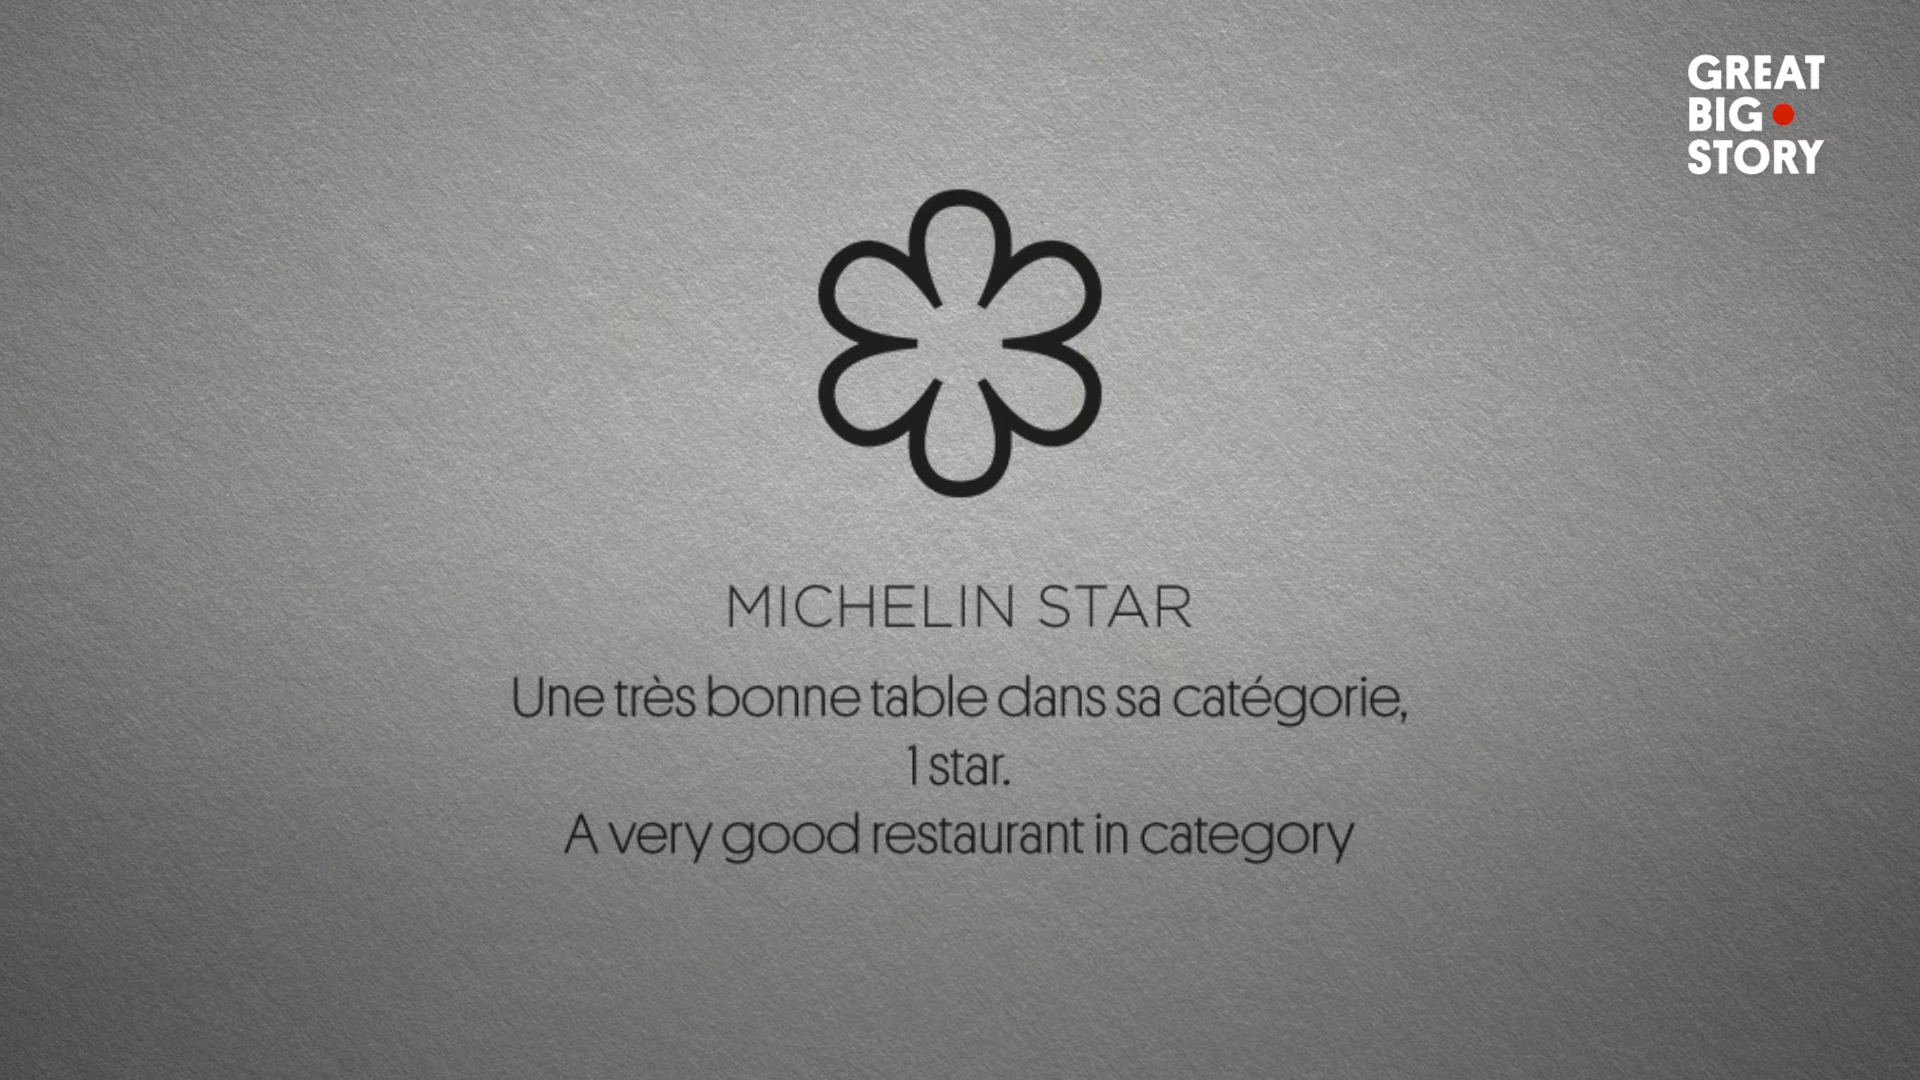 GREAT
BIG
STORY
MICHELIN STAR
Une très bonne table dans sa catégorie,
1 star.
A very good restaurant in category